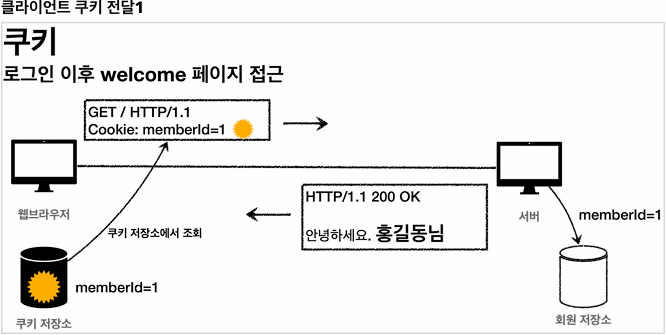 클라이언트 쿠키 전달1
쿠키
로그인 이후 welcome 페이지 접근
GET / HTTP/1.1
Cookie: memberId=1
웹브라우저
쿠키 저장소에서 조회
HTTP/1.1 200 OK
안녕하세요. 홍길동님
서버
memberId=1
memberId=1
쿠키 저장소
회원 저장소